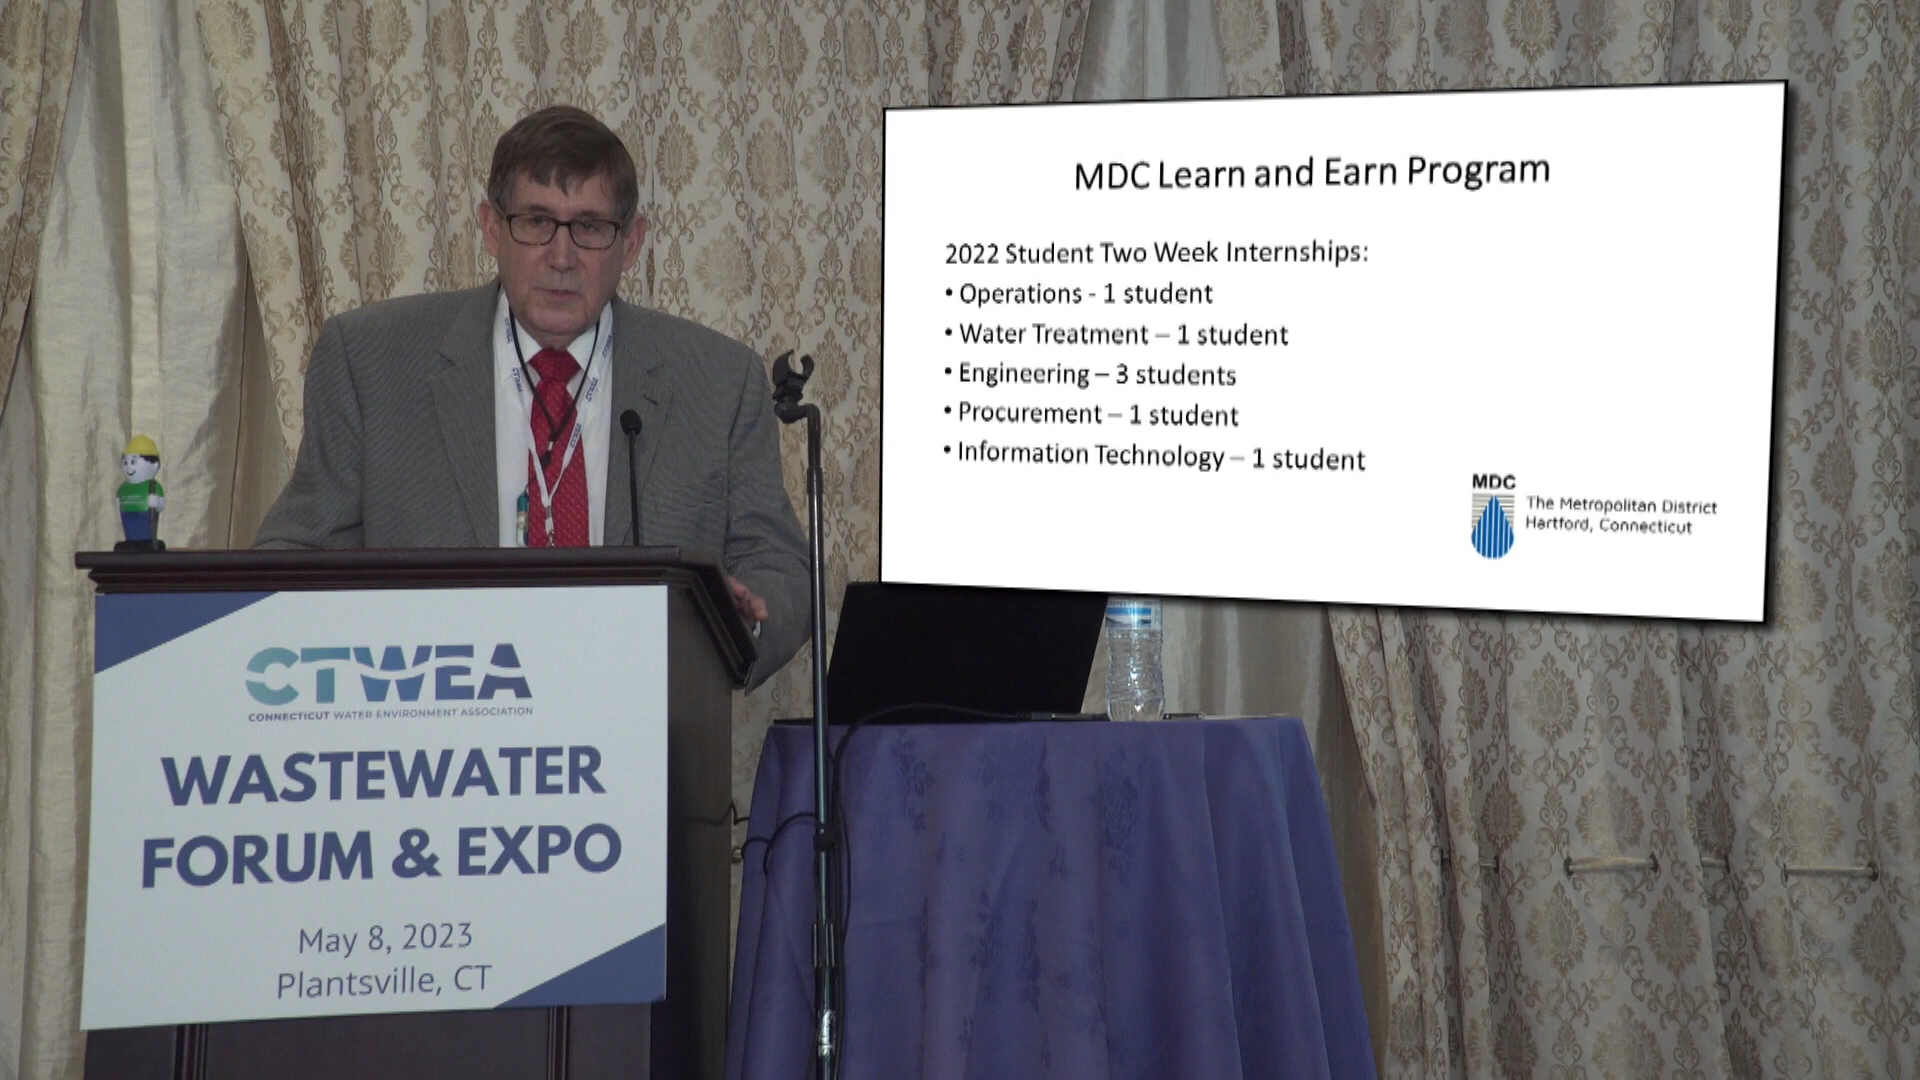 MDC Learn and Earn Program
2022 Student Two Week Internships:
• Operations - 1 student
• Water Treatment – 1 student
• Engineering – 3 students
• Procurement – 1 student
• Information Technology – 1 student
MDC
The Metropolitan District
Hartford, Connecticut
CTWEA
CONNECTICUT WATER ENVIRONMENT ASSOCIATION
WASTEWATER
FORUM & EXPO
May 8, 2023
Plantsville, CT